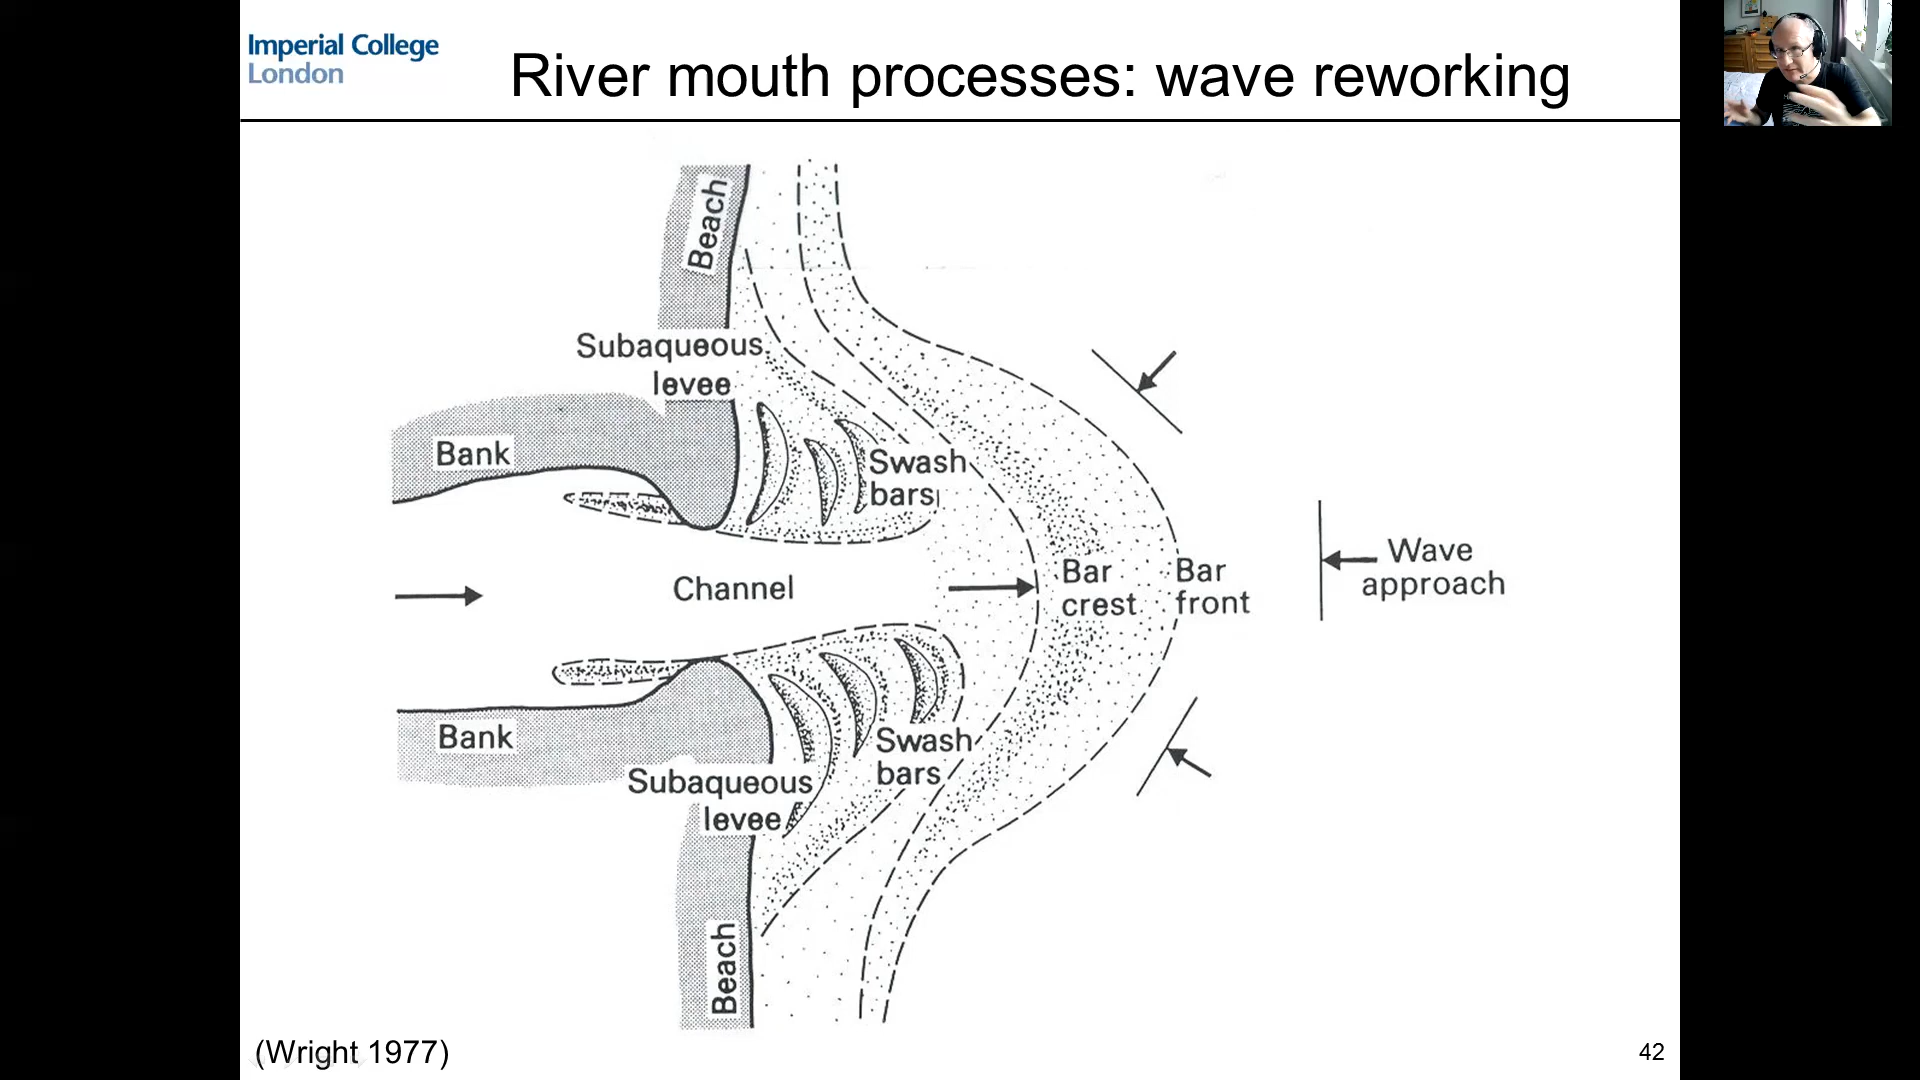 Imperial College
London
River mouth processes: wave reworking
Beach
Subaqueous
levee
Bank
Swash
bars
Channel
Bar
crest
Bar
front
Wave
approach
Bank
Swash
bars
Subaqueous
levee
Beach
(Wright 1977)
42